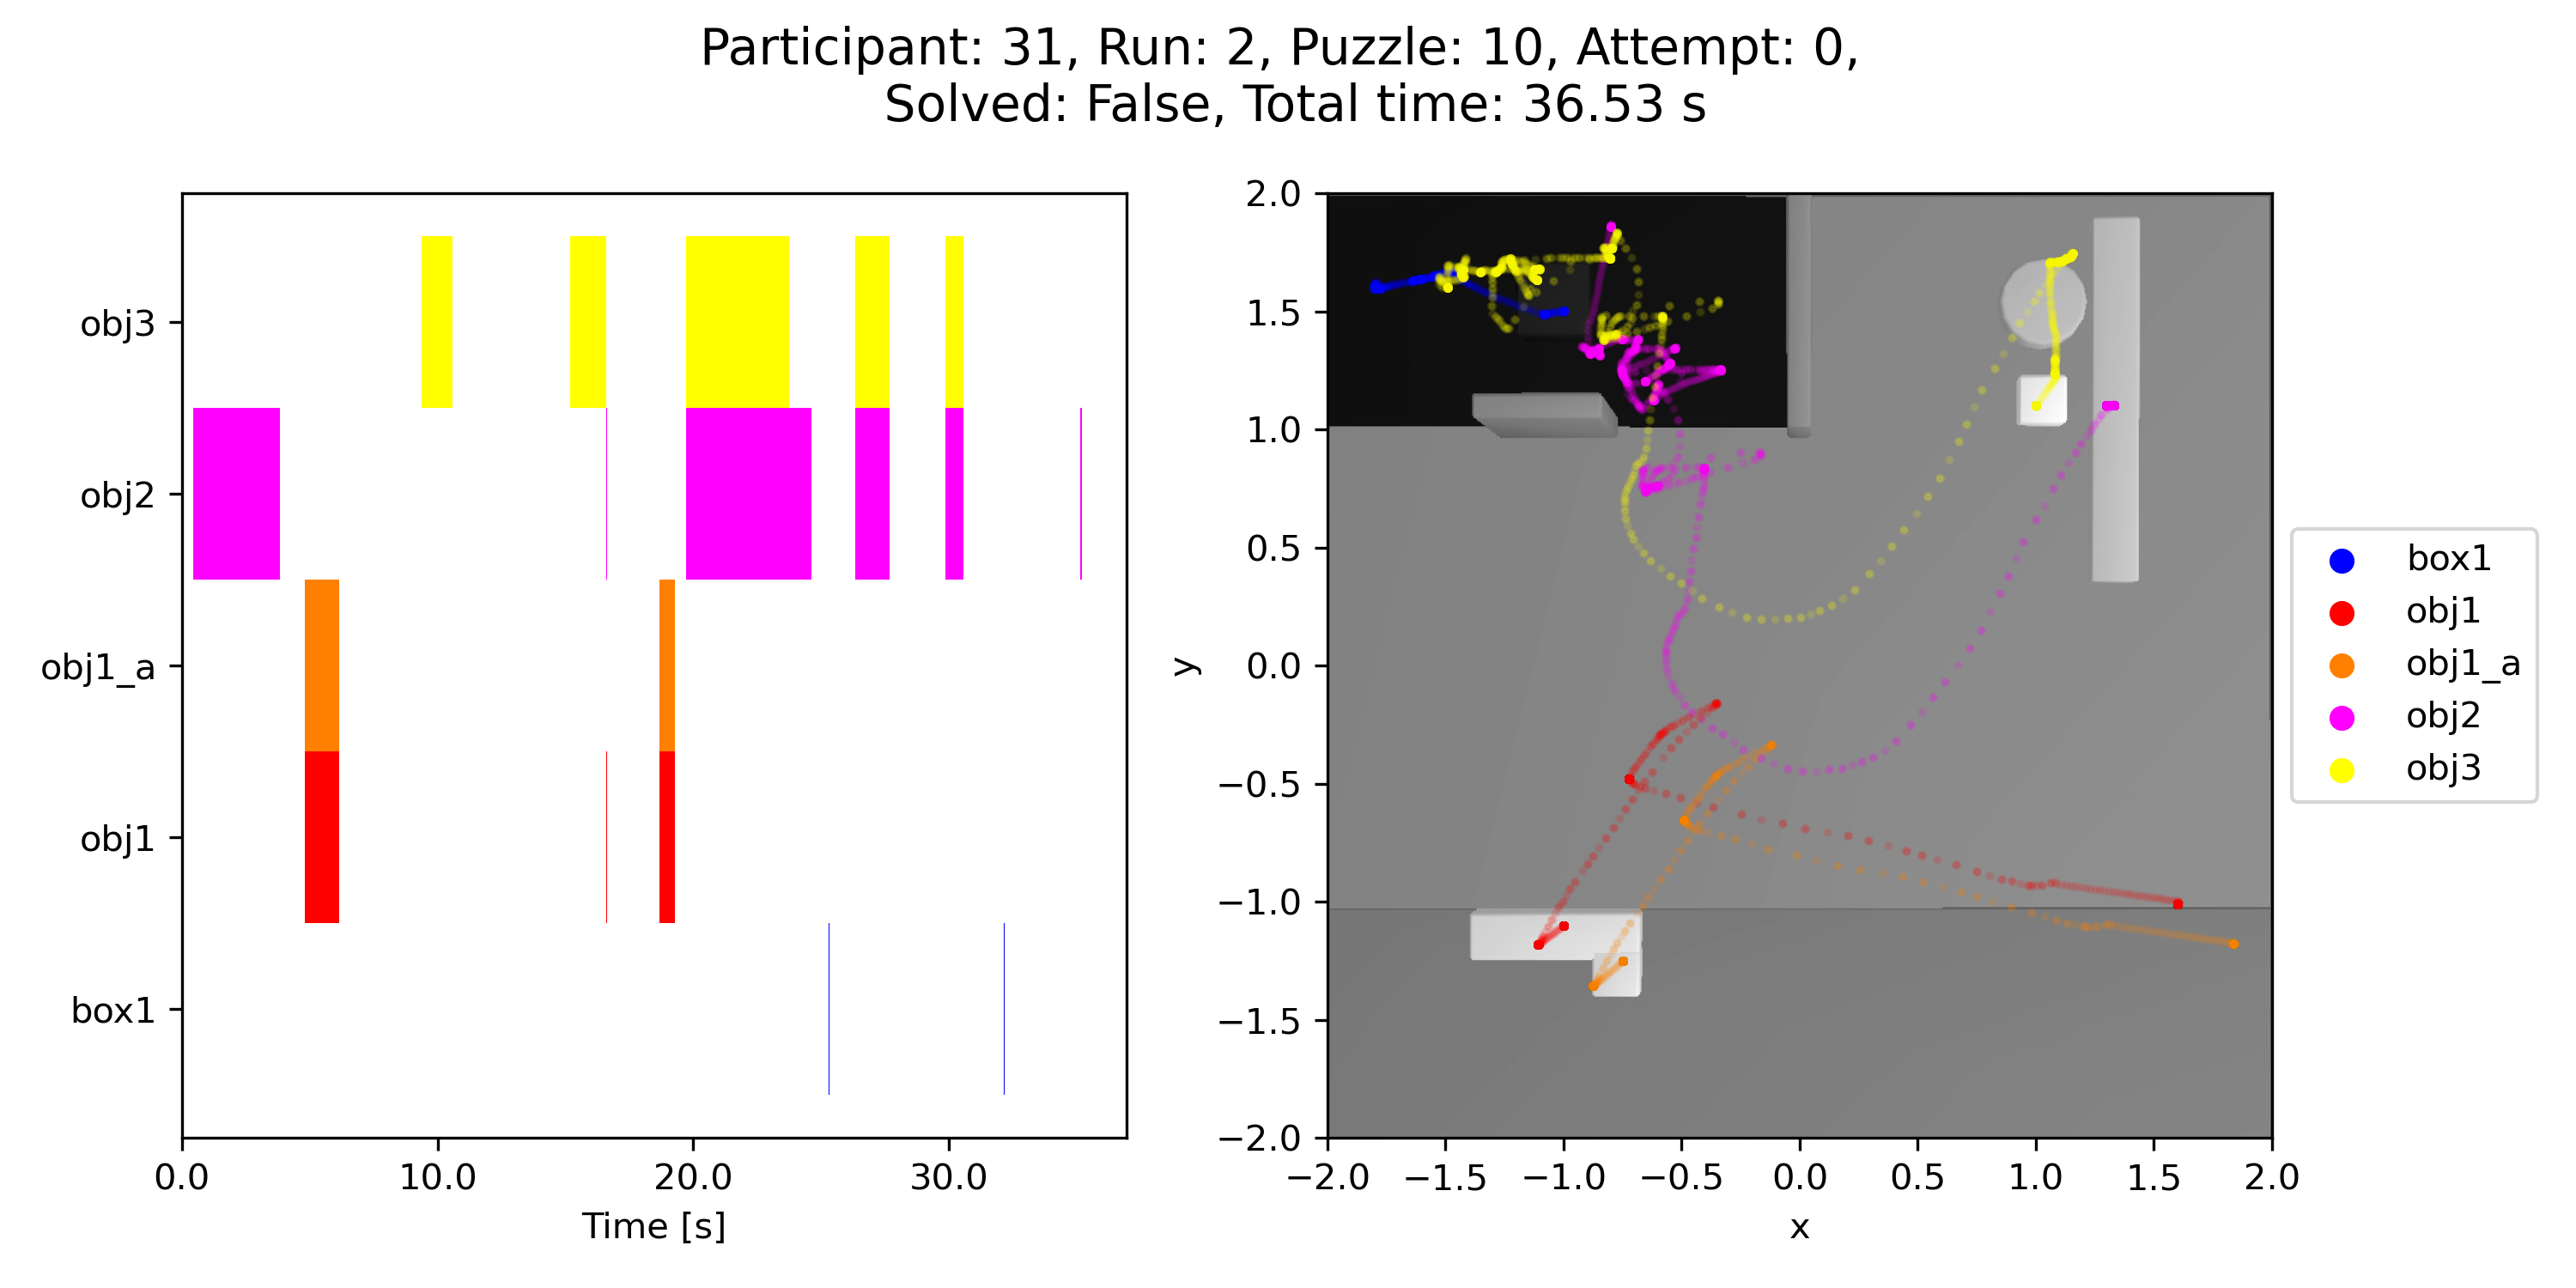 Participant: 31, Run: 2, Puzzle: 10, Attempt: 0,
Solved: False, Total time: 36.53 s
obj3
obj2
obj1_a
obj1
box1
0.0 10.0 20.0 30.0
Time [s]
2.0
1.5
1.0
0.5
0.0
−0.5
−1.0
−1.5
−2.0
y
−2.0 −1.5 −1.0 −0.5 0.0 0.5 1.0 1.5 2.0
x
box1
obj1
obj1_a
obj2
obj3